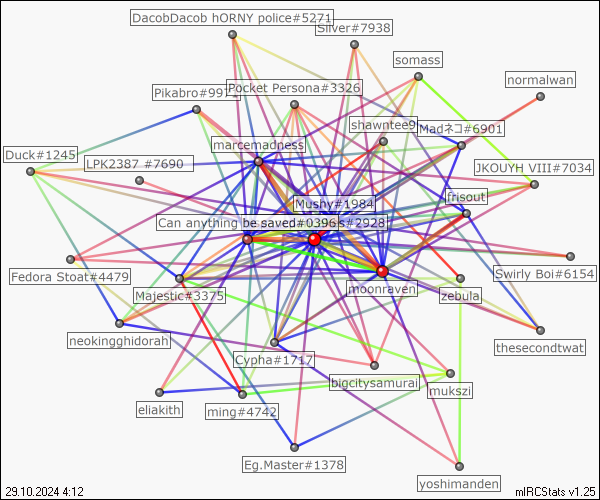 DacobDacob hORNY police#5271
Silver#7938
somass
normalwan
Pikabro#9971
Pocket Persona#3326
shawntee9
Madネコ#6901
marcemadness
Duck#1245
LPK2387 #7690
JKOUYH VIII#7034
Mushy#1984
frisout
Can anything be saved#0396
s#2928
Fedora Stoat#4479
Majestic#3375
moonraven
zebula
Swirly Boi#6154
neokingghidorah
Cypha#1717
thesecondtwat
bigcitysamurai
mukszi
eliakith
ming#4742
Eg.Master#1378
yoshimanden
29.10.2024 4:12
mIRCStats v1.25